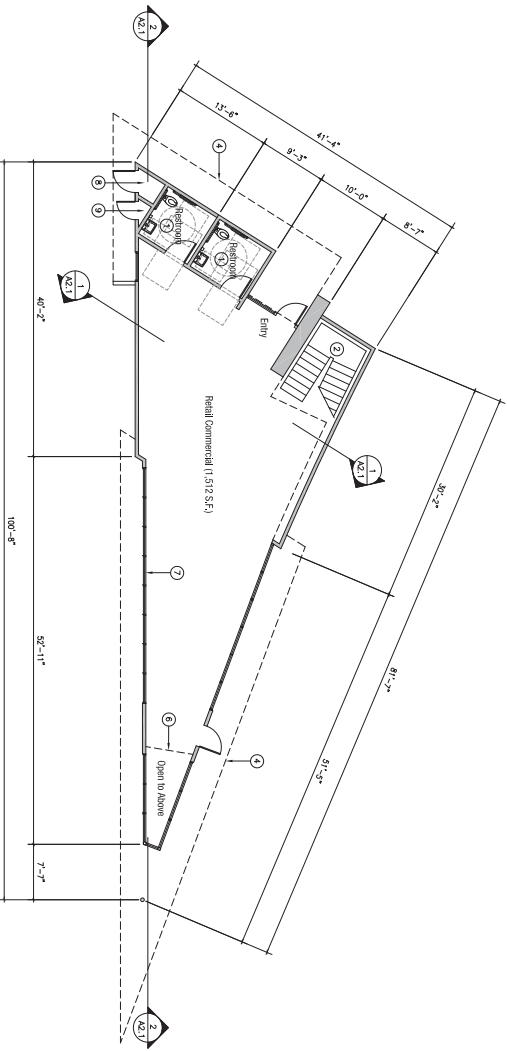 2
A2.1
41'-4"
13'-6"
9'-3"
10'-0"
8'-7"
4
8
9
Restroom
1
Restroom
1
Entry
2
1
A2.1
1
A2.1
40'-2"
Retail Commercial (1,512 S.F.)
30'-2"
81'-7"
51'-5"
100'-8"
7
52'-11"
6
4
Open to Above
7'-7"
2
A2.1